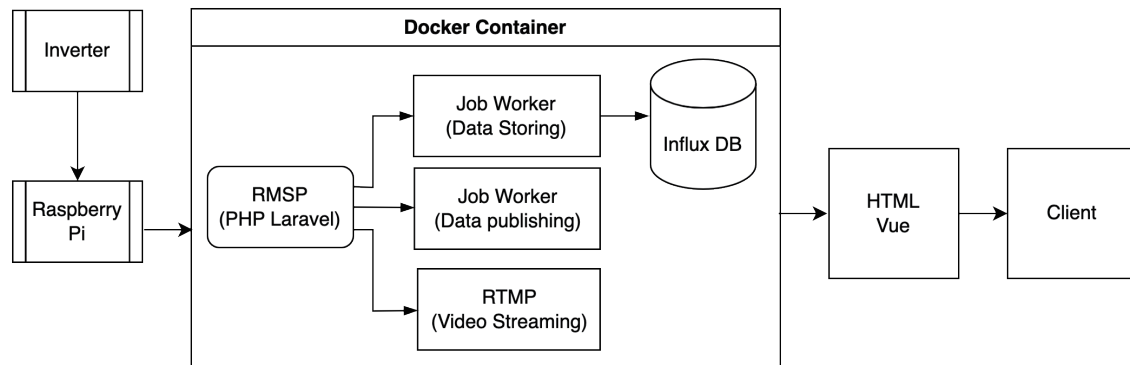 Docker Container
Inverter
Raspberry
Pi
RMSP
(PHP Laravel)
Job Worker
(Data Storing)
Influx DB
Job Worker
(Data publishing)
RTMP
(Video Streaming)
HTML
Vue
Client